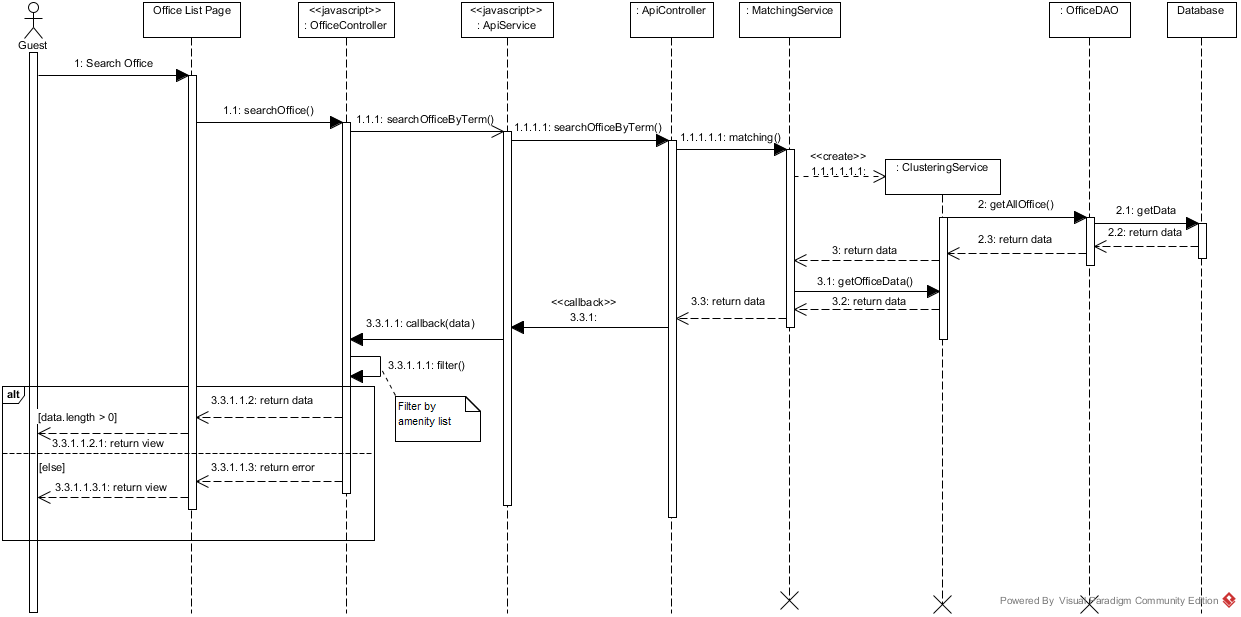 Office List Page
<<javascript>>
: OfficeController
<<javascript>>
: ApiService
: ApiController
: MatchingService
: OfficeDAO
Database
Guest
1: Search Office
1.1: searchOffice()
1.1.1: searchOfficeByTerm()
1.1.1.1: searchOfficeByTerm()
1.1.1.1.1: matching()
<<create>>
1.1.1.1.1.1:
: ClusteringService
2: getAllOffice()
2.1: getData
2.2: return data
2.3: return data
3: return data
3.1: getOfficeData()
3.2: return data
3.3: return data
<<callback>>
3.3.1:
3.3.1.1: callback(data)
3.3.1.1.1: filter()
Filter by
amenity list
alt
3.3.1.1.2: return data
[data.length > 0]
3.3.1.1.2.1: return view
[else]
3.3.1.1.3: return error
3.3.1.1.3.1: return view
Powered By Visual Paradigm Community Edition